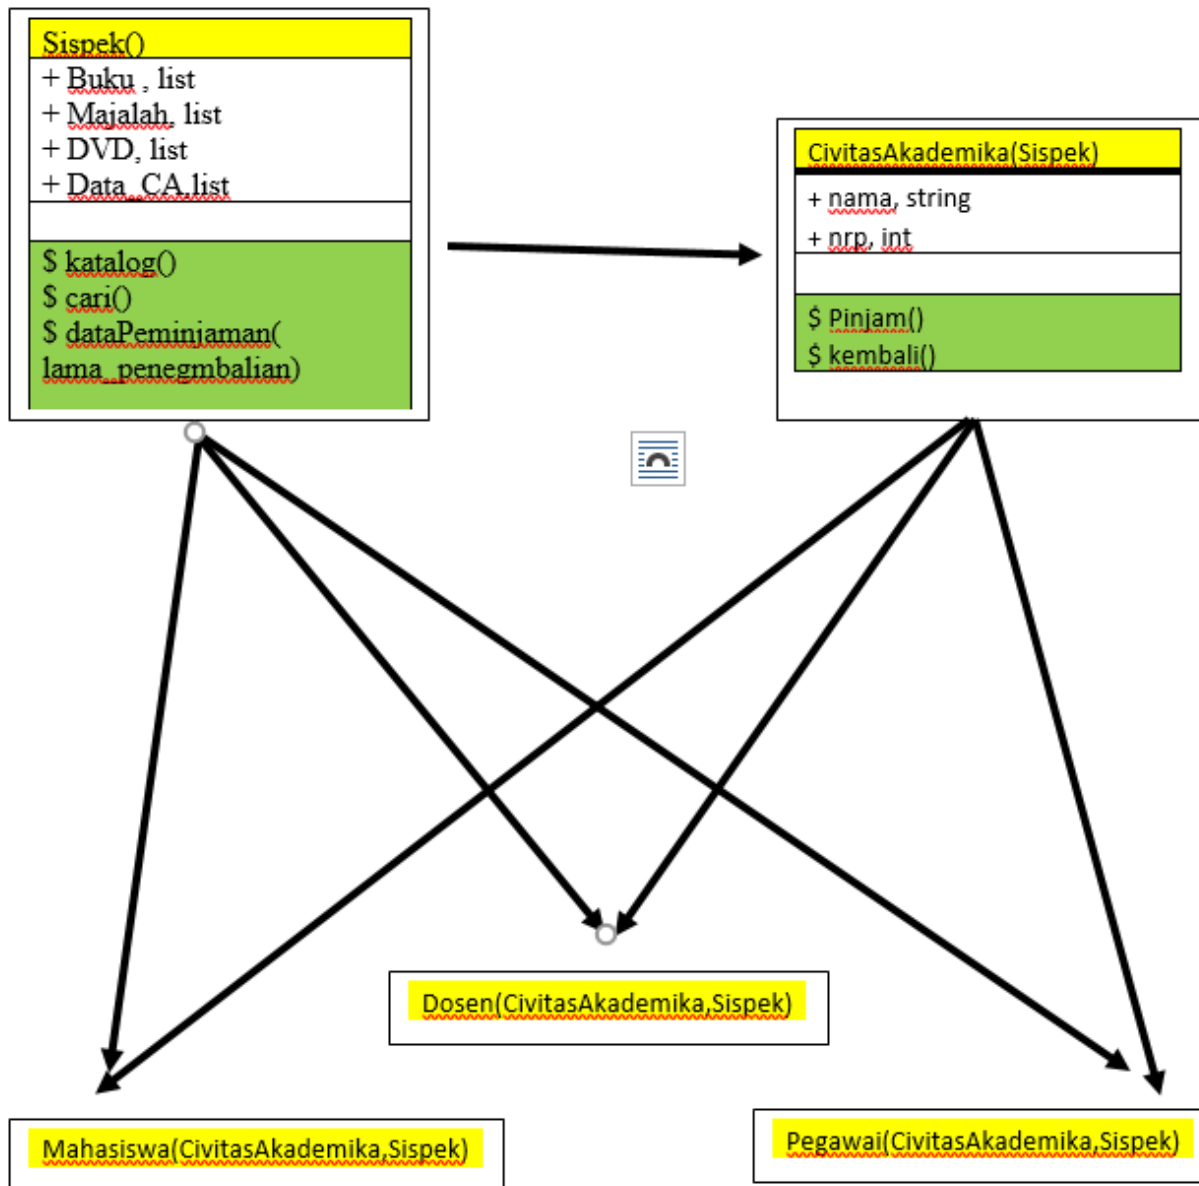 Sispek()
+ Buku , list
+ Majalah, list
+ DVD, list
+ Data_CA,list
$ katalog()
$ cari()
$ dataPeminjaman(
lama_penegmbalian)
CivitasAkademika(Sispek)
+ nama, string
+ nrp, int
$ Pinjam()
$ kembali()
Dosen(CivitasAkademika,Sispek)
Mahasiswa(CivitasAkademika,Sispek)
Pegawai(CivitasAkademika,Sispek)